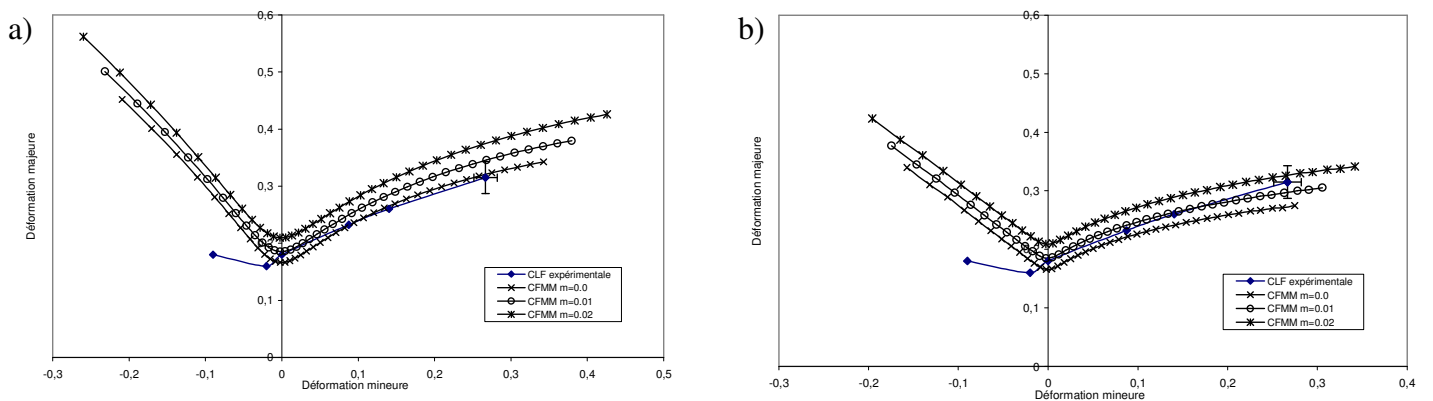 a)
0,6
0,5
0,4
0,3
0,1
0
Déformation majeure
-0,3 -0,2 -0,1 0 0,1 0,2 0,3 0,4 0,5
Déformation mineure
CLF expérimentale
CFMM m=0.0
CFMM m=0.01
CFMM m=0.02
b)
0,6
0,5
0,4
0,3
0,1
0
Déformation majeure
-0,3 -0,2 -0,1 0 0,1 0,2 0,3 0,4
Déformation mineure
CLF expérimentale
CFMM m=0.0
CFMM m=0.01
CFMM m=0.02